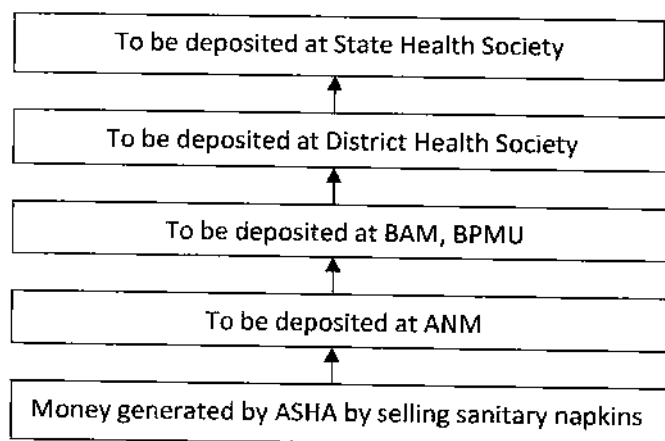 To be deposited at State Health Society
To be deposited at District Health Society
To be deposited at BAM, BPMU
To be deposited at ANM
Money generated by ASHA by selling sanitary napkins